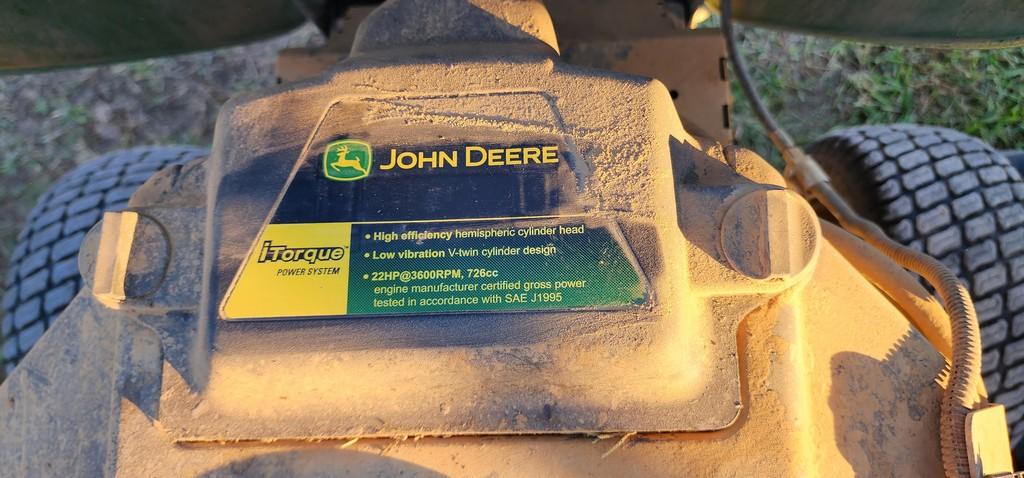 JOHN DEERE
iTorque™
POWER SYSTEM
• High efficiency hemispheric cylinder head
• Low vibration V-twin cylinder design
• 22HP@3600RPM, 726cc
engine manufacturer certified gross power
tested in accordance with SAE J1995